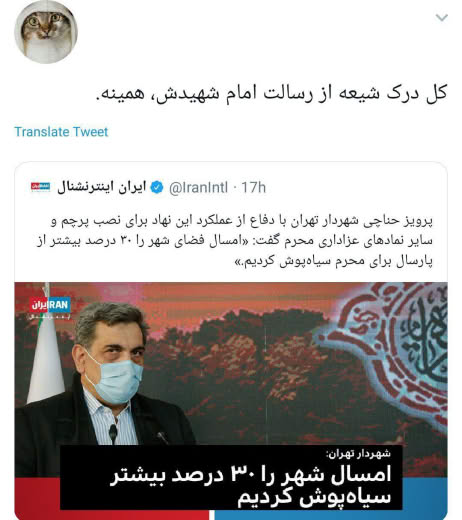 کل درک شیعه از رسالت امام شهیدش، همینه.
Translate Tweet
ایران اینترنشنال @IranIntl · 17h
پرویز حناچی شهردار تهران با دفاع از عملکرد این نهاد برای نصب پرچم و
سایر نمادهای عزاداری محرم گفت: «امسال فضای شهر را ۳۰ درصد بیشتر از
پارسال برای محرم سیاه‌پوش کردیم.»
ایران IRAN
شهردار تهران:
امسال شهر را ۳۰ درصد بیشتر
سیاه‌پوش کردیم